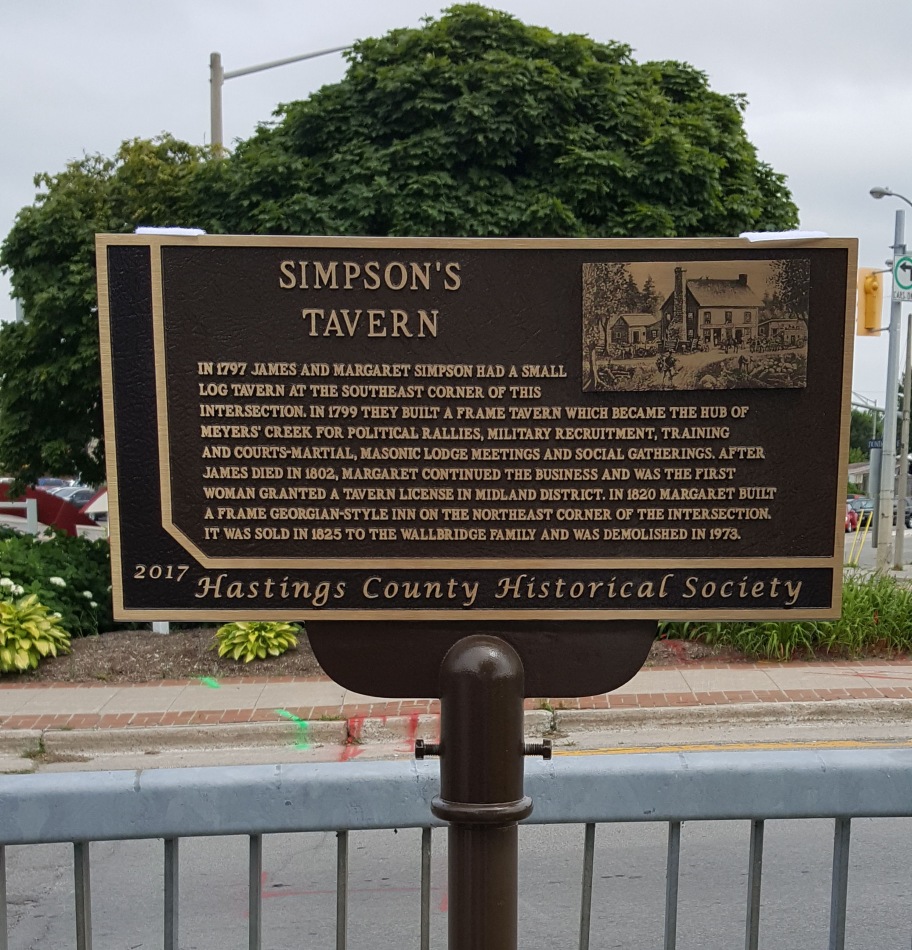 SIMPSON'S
TAVERN
IN 1797 JAMES AND MARGARET SIMPSON HAD A SMALL
LOG TAVERN AT THE SOUTHEAST CORNER OF THIS
INTERSECTION. IN 1799 THEY BUILT A FRAME TAVERN WHICH BECAME THE HUB OF
MEYERS' CREEK FOR POLITICAL RALLIES, MILITARY RECRUITMENT, TRAINING
AND COURTS-MARTIAL, MASONIC LODGE MEETINGS AND SOCIAL GATHERINGS. AFTER
JAMES DIED IN 1802, MARGARET CONTINUED THE BUSINESS AND WAS THE FIRST
WOMAN GRANTED A TAVERN LICENSE IN MIDLAND DISTRICT. IN 1820 MARGARET BUILT
A FRAME GEORGIAN-STYLE INN ON THE NORTHEAST CORNER OF THE INTERSECTION.
IT WAS SOLD IN 1825 TO THE WALLBRIDGE FAMILY AND WAS DEMOLISHED IN 1973.
2017 Hastings County Historical Society